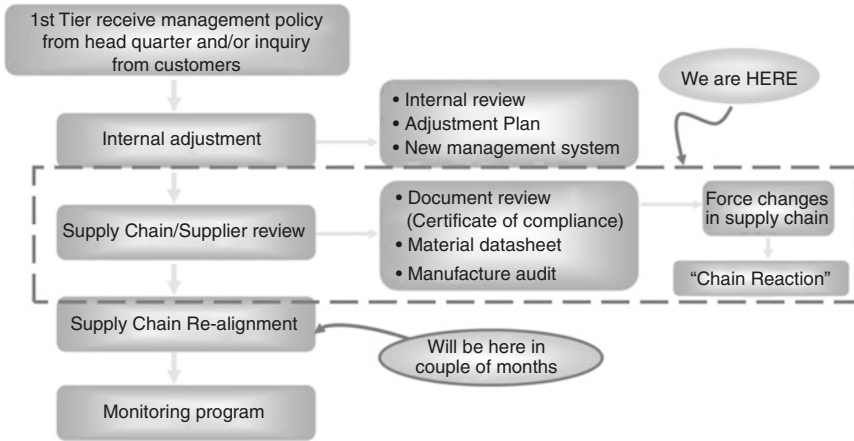 1st Tier receive management policy
from head quarter and/or inquiry
from customers
We are HERE
Internal adjustment
• Internal review
• Adjustment Plan
• New management system
Supply Chain/Supplier review
• Document review
(Certificate of compliance)
• Material datasheet
• Manufacture audit
Force changes
in supply chain
“Chain Reaction”
Supply Chain Re-alignment
Will be here in
couple of months
Monitoring program